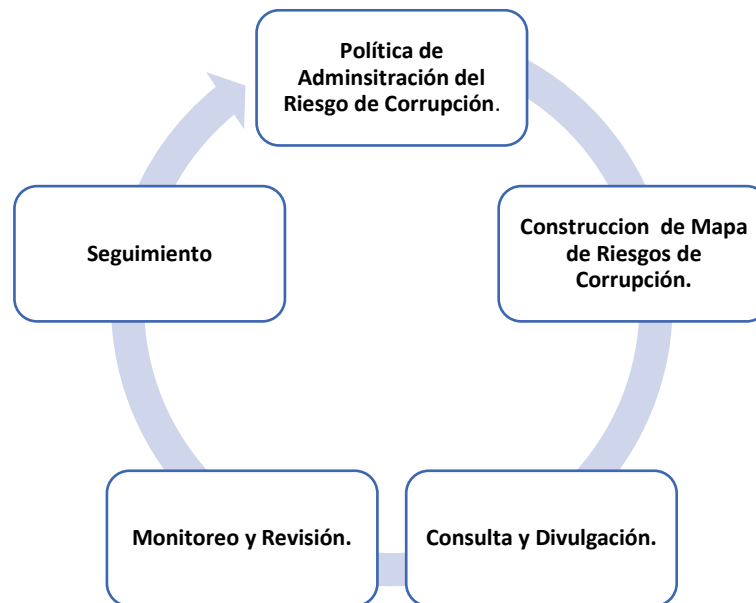 Política de
Adminsitración del
Riesgo de Corrupción.
Construccion de Mapa
de Riesgos de
Corrupción.
Consulta y Divulgación.
Monitoreo y Revisión.
Seguimiento